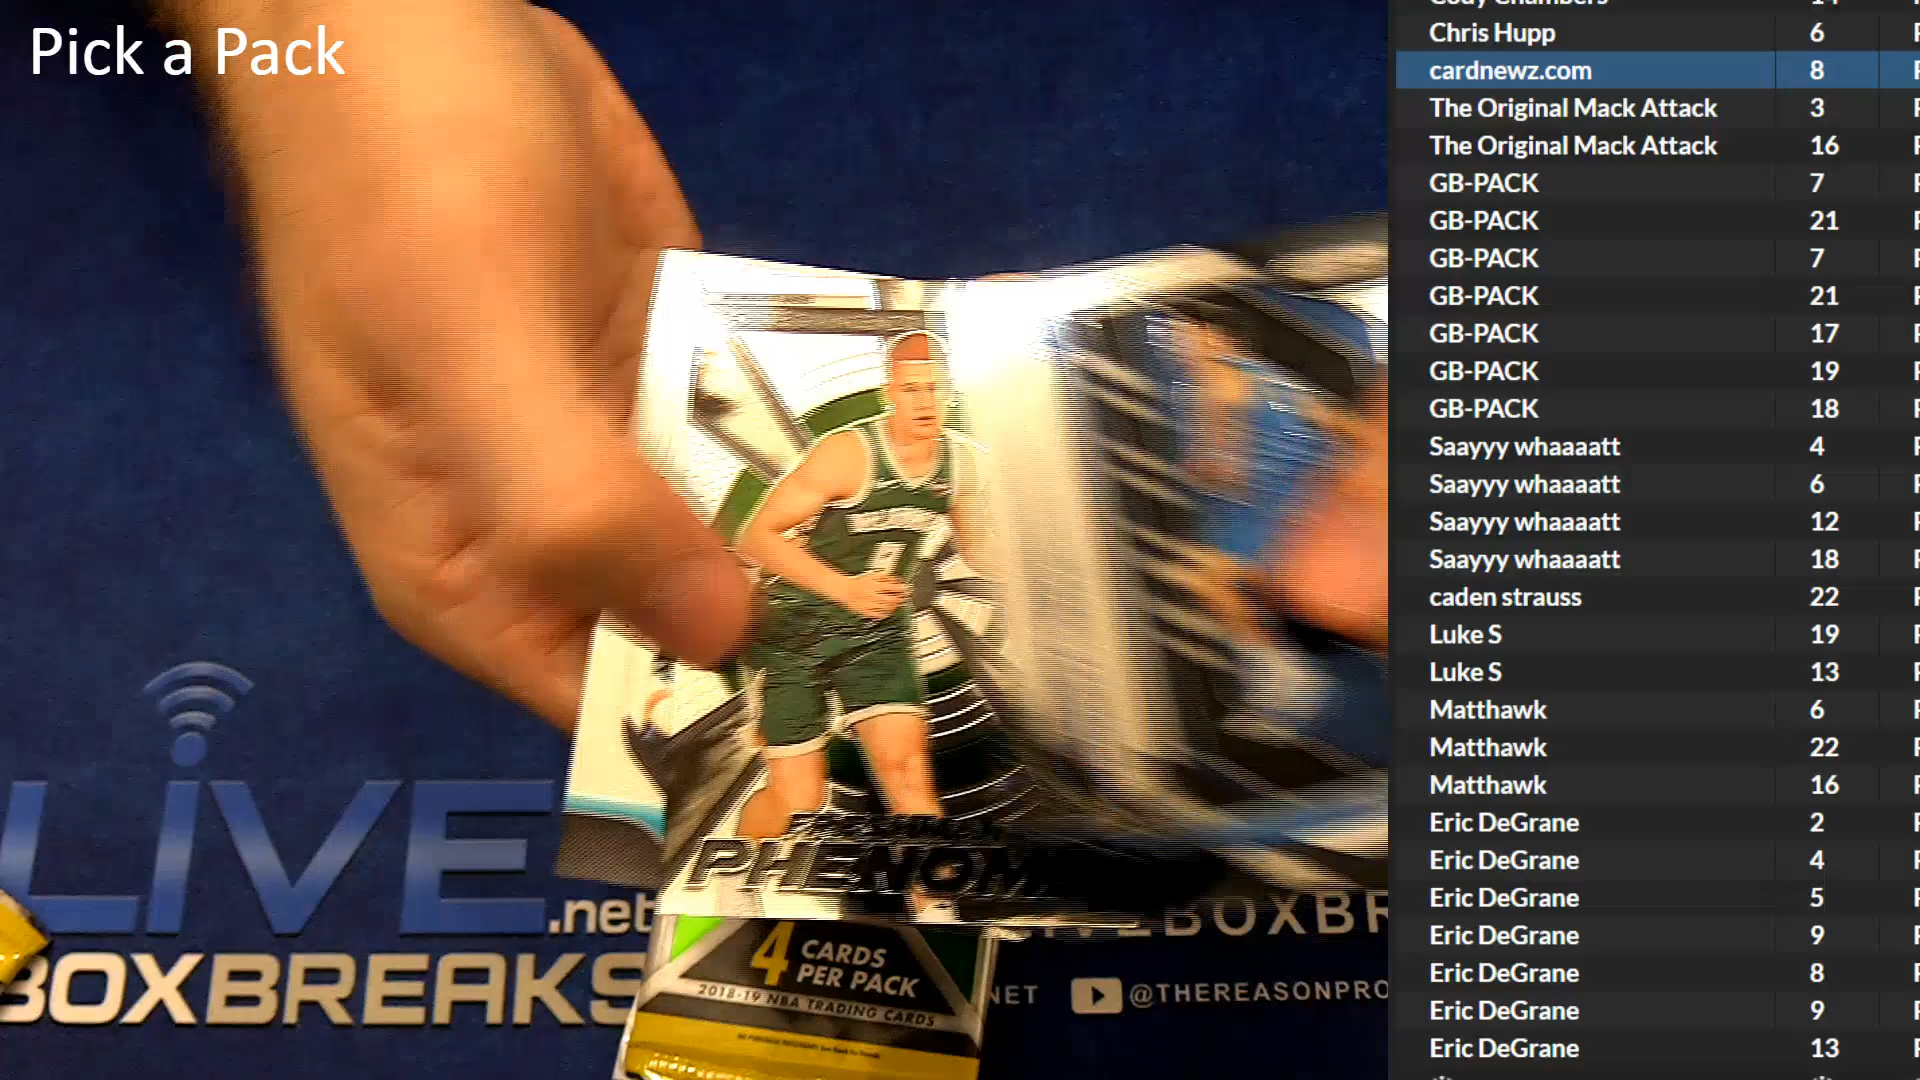 Pick a Pack
Chris Hupp 6
cardnewz.com 8
The Original Mack Attack 3
The Original Mack Attack 16
GB-PACK 7
GB-PACK 21
GB-PACK 7
GB-PACK 21
GB-PACK 17
GB-PACK 19
GB-PACK 18
Saayyy whaaaatt 4
Saayyy whaaaatt 6
Saayyy whaaaatt 12
Saayyy whaaaatt 18
caden strauss 22
Luke S 19
Luke S 13
Matthawk 6
Matthawk 22
Matthawk 16
Eric DeGrane 2
Eric DeGrane 4
Eric DeGrane 5
Eric DeGrane 9
Eric DeGrane 8
Eric DeGrane 9
Eric DeGrane 13
PHENOM
LIVE.net
BOXBREAKS
LIVEBOXBR
NET @THEREASONPRO
4 CARDS
PER PACK
2018-19 NBA TRADING CARDS